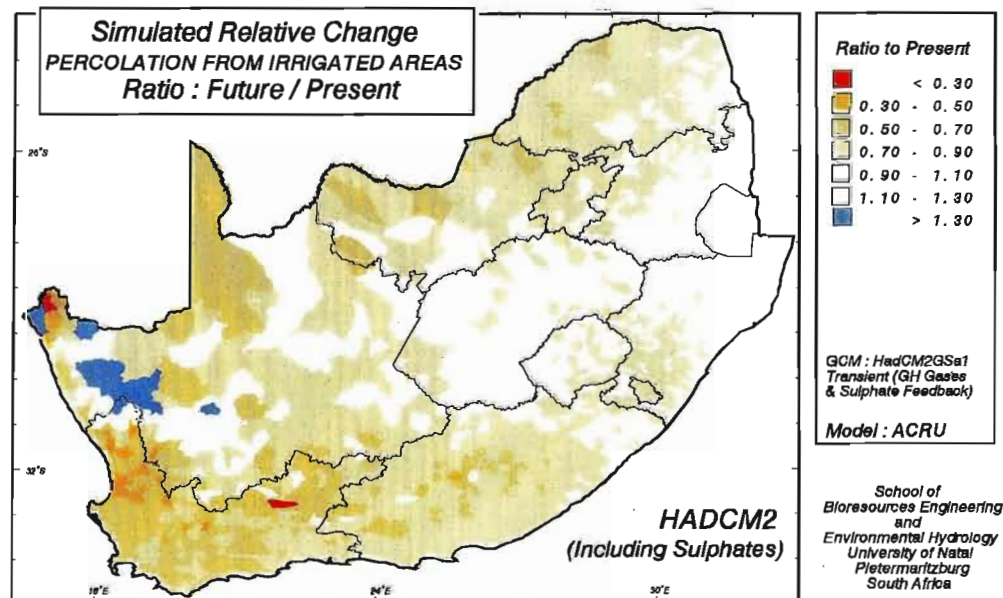 Simulated Relative Change
PERCOLATION FROM IRRIGATED AREAS
Ratio : Future / Present
Ratio to Present
< 0.30
0.30 - 0.50
0.50 - 0.70
0.70 - 0.90
0.90 - 1.10
1.10 - 1.30
> 1.30
GCM : HadCM2GSa1
Transient (GH Gases
& Sulphate Feedback)
Model : ACRU
32°S
HADCM2
(Including Sulphates)
24°E
30°E
School of
Bioresources Engineering
and
Environmental Hydrology
University of Natal
Pietermaritzburg
South Africa